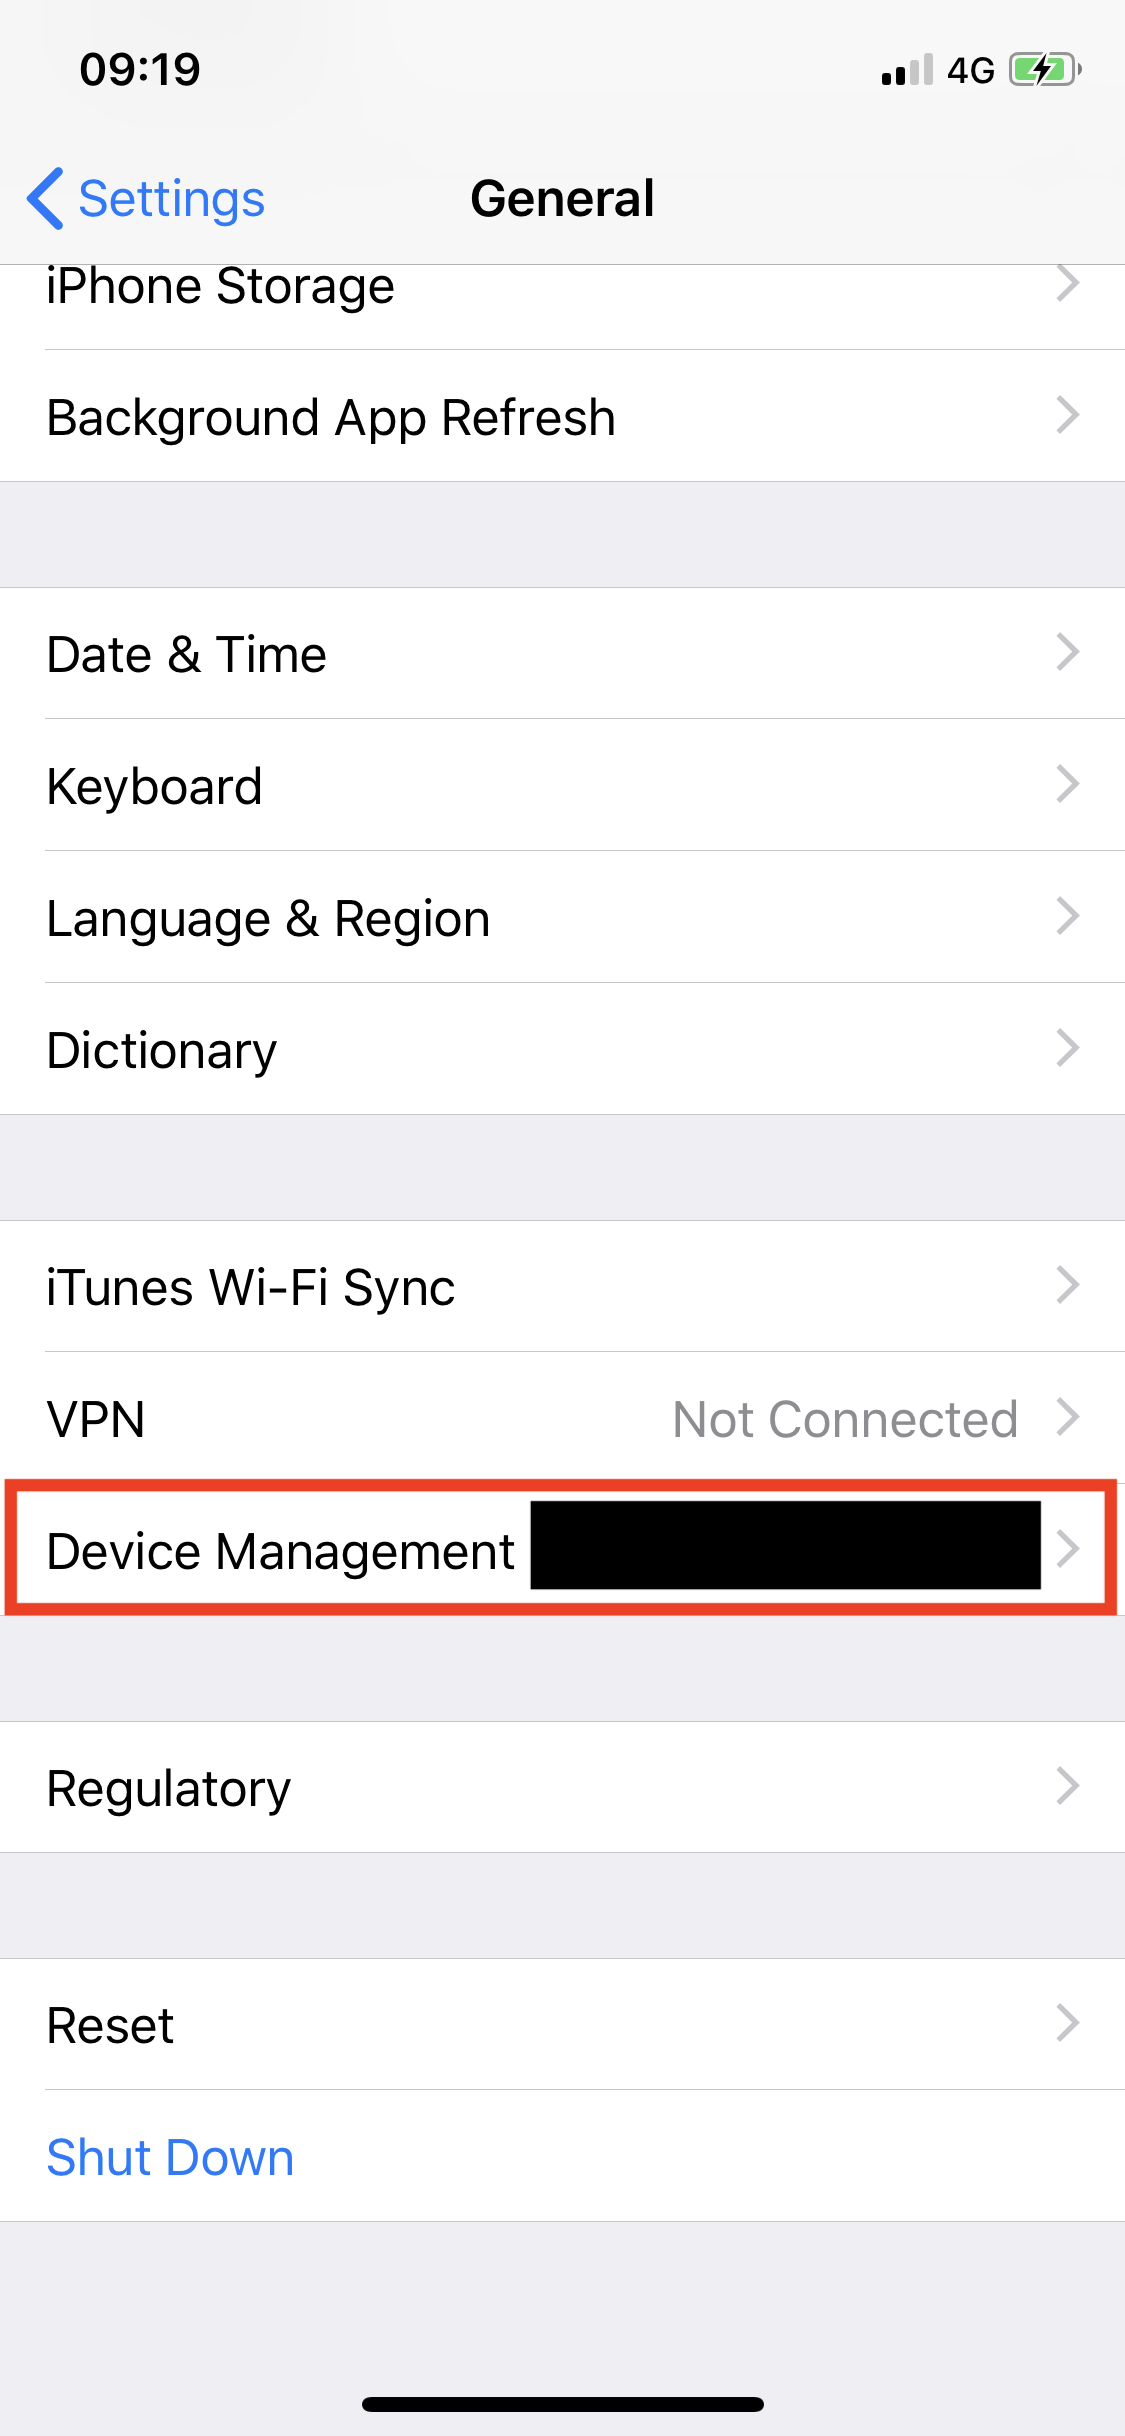 09:19 4G
Settings General
iPhone Storage
Background App Refresh
Date & Time
Keyboard
Language & Region
Dictionary
iTunes Wi-Fi Sync
VPN Not Connected
Device Management
Regulatory
Reset
Shut Down